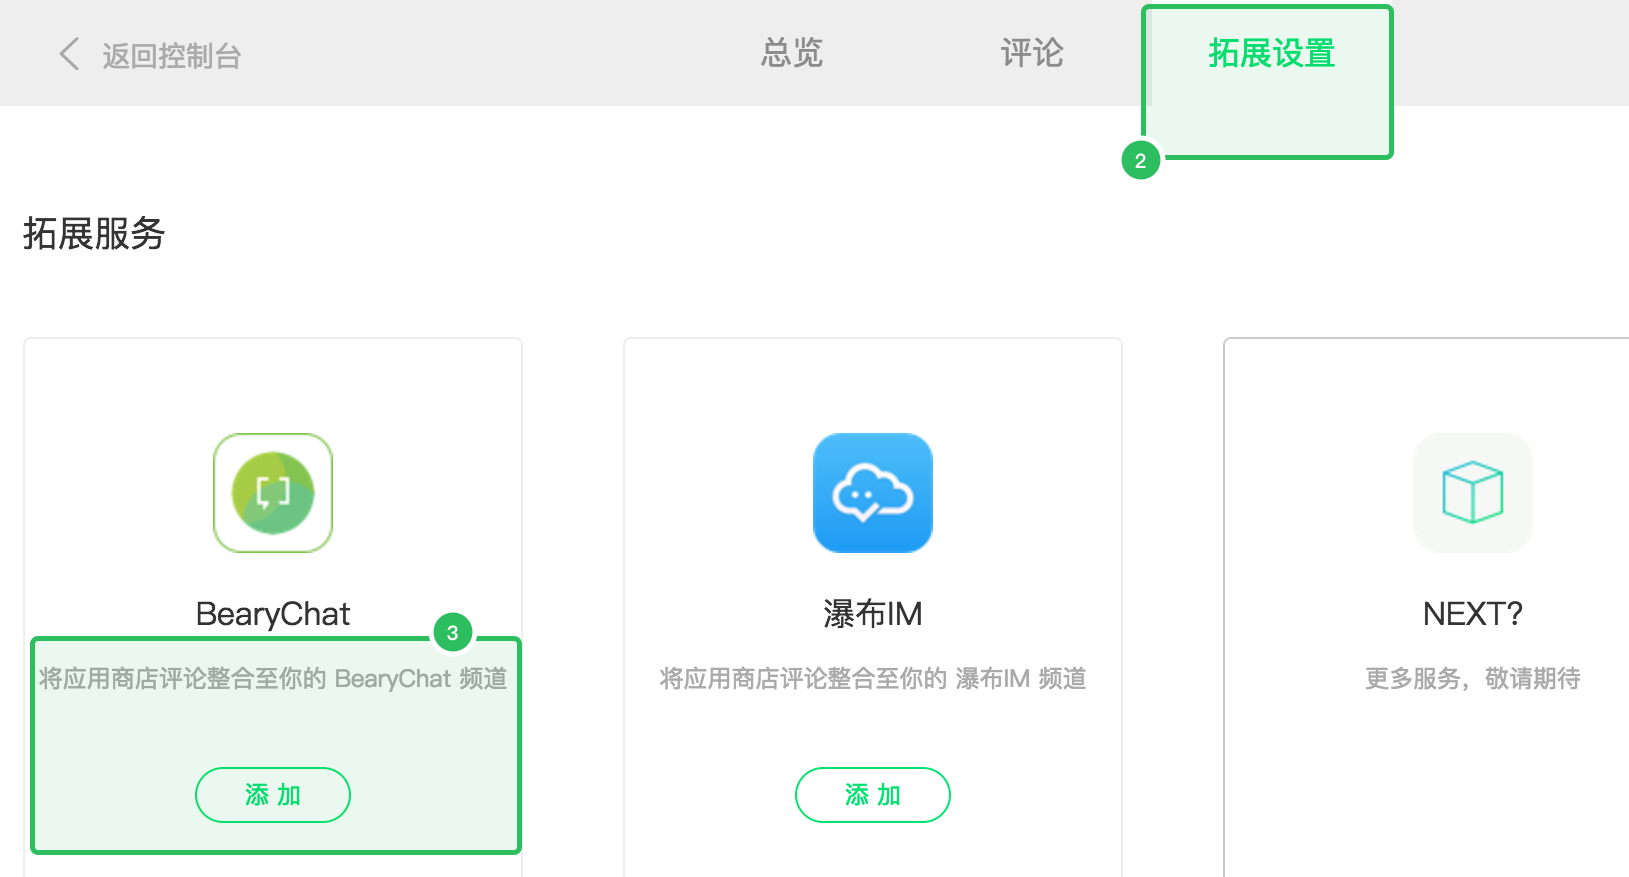 返回控制台
总览
评论
拓展设置
2
拓展服务
BearyChat
3
将应用商店评论整合至你的 BearyChat 频道
添 加
瀑布IM
将应用商店评论整合至你的 瀑布IM 频道
添 加
NEXT?
更多服务，敬请期待